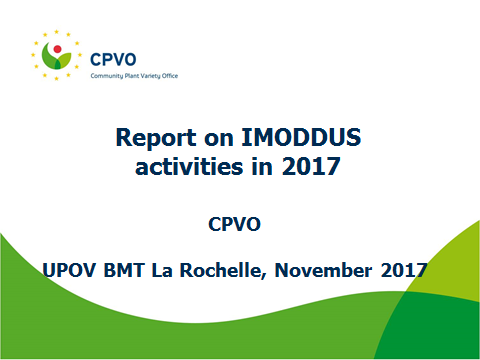 CPVO
Community Plant Variety Office
Report on IMODDUS
activities in 2017
CPVO
UPOV BMT La Rochelle, November 2017